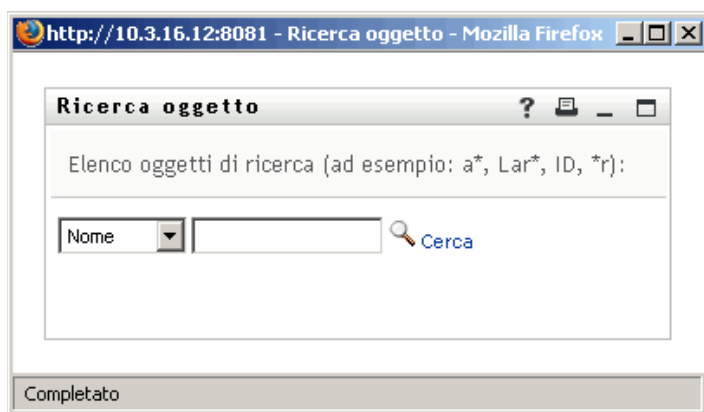 http://10.3.16.12:8081 - Ricerca oggetto - Mozilla Firefox
Ricerca oggetto
Elenco oggetti di ricerca (ad esempio: a*, Lar*, ID, *r):
Nome
Cerca
Completato